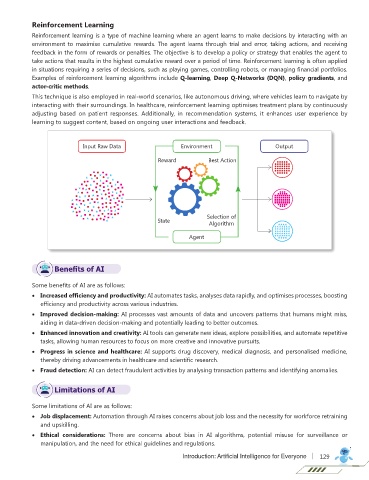 Reinforcement Learning
Reinforcement learning is a type of machine learning where an agent learns to make decisions by interacting with an
environment to maximise cumulative rewards. The agent learns through trial and error, taking actions, and receiving
feedback in the form of rewards or penalties. The objective is to develop a policy or strategy that enables the agent to
take actions that results in the highest cumulative reward over a period of time. Reinforcement learning is often applied
in situations requiring a series of decisions, such as playing games, controlling robots, or managing financial portfolios.
Examples of reinforcement learning algorithms include Q-learning, Deep Q-Networks (DQN), policy gradients, and
actor-critic methods.
This technique is also employed in real-world scenarios, like autonomous driving, where vehicles learn to navigate by
interacting with their surroundings. In healthcare, reinforcement learning optimises treatment plans by continuously
adjusting based on patient responses. Additionally, in recommendation systems, it enhances user experience by
learning to suggest content, based on ongoing user interactions and feedback.
Input Raw Data
Environment
Output
Reward
Best Action
State
Selection of
Algorithm
Agent
Benefits of AI
Some benefits of AI are as follows:
• Increased efficiency and productivity: AI automates tasks, analyses data rapidly, and optimises processes, boosting
efficiency and productivity across various industries.
• Improved decision-making: AI processes vast amounts of data and uncovers patterns that humans might miss,
aiding in data-driven decision-making and potentially leading to better outcomes.
• Enhanced innovation and creativity: AI tools can generate new ideas, explore possibilities, and automate repetitive
tasks, allowing human resources to focus on more creative and innovative pursuits.
• Progress in science and healthcare: AI supports drug discovery, medical diagnosis, and personalised medicine,
thereby driving advancements in healthcare and scientific research.
• Fraud detection: AI can detect fraudulent activities by analysing transaction patterns and identifying anomalies.
Limitations of AI
Some limitations of AI are as follows:
• Job displacement: Automation through AI raises concerns about job loss and the necessity for workforce retraining
and upskilling.
• Ethical considerations: There are concerns about bias in AI algorithms, potential misuse for surveillance or
manipulation, and the need for ethical guidelines and regulations.
Introduction: Artificial Intelligence for Everyone | 129